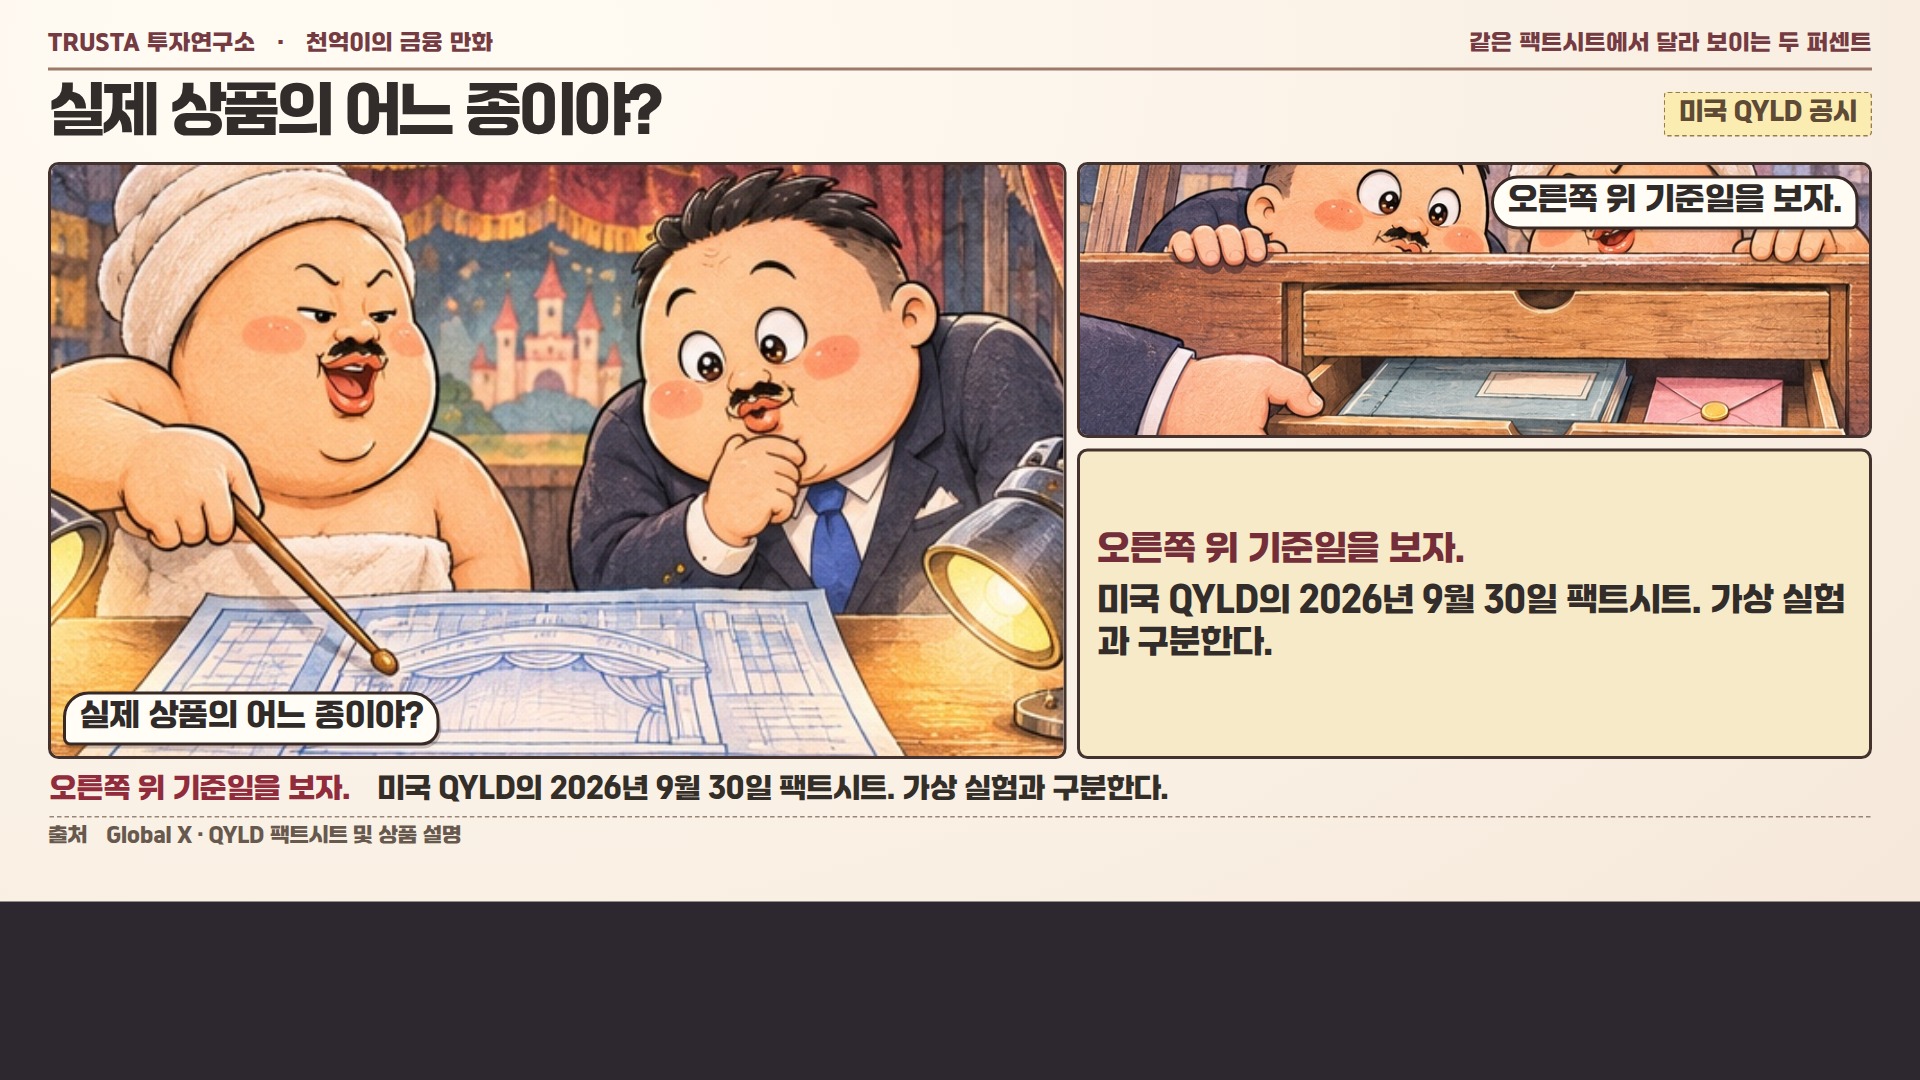 TRUSTA 투자연구소 · 천억이의 금융 만화
같은 팩트시트에서 달라 보이는 두 퍼센트
실제 상품의 어느 종이야?
미국 QYLD 공시
오른쪽 위 기준일을 보자.
실제 상품의 어느 종이야?
오른쪽 위 기준일을 보자.
미국 QYLD의 2026년 9월 30일 팩트시트. 가상 실험
과 구분한다.
오른쪽 위 기준일을 보자. 미국 QYLD의 2026년 9월 30일 팩트시트. 가상 실험과 구분한다.
출처 Global X · QYLD 팩트시트 및 상품 설명